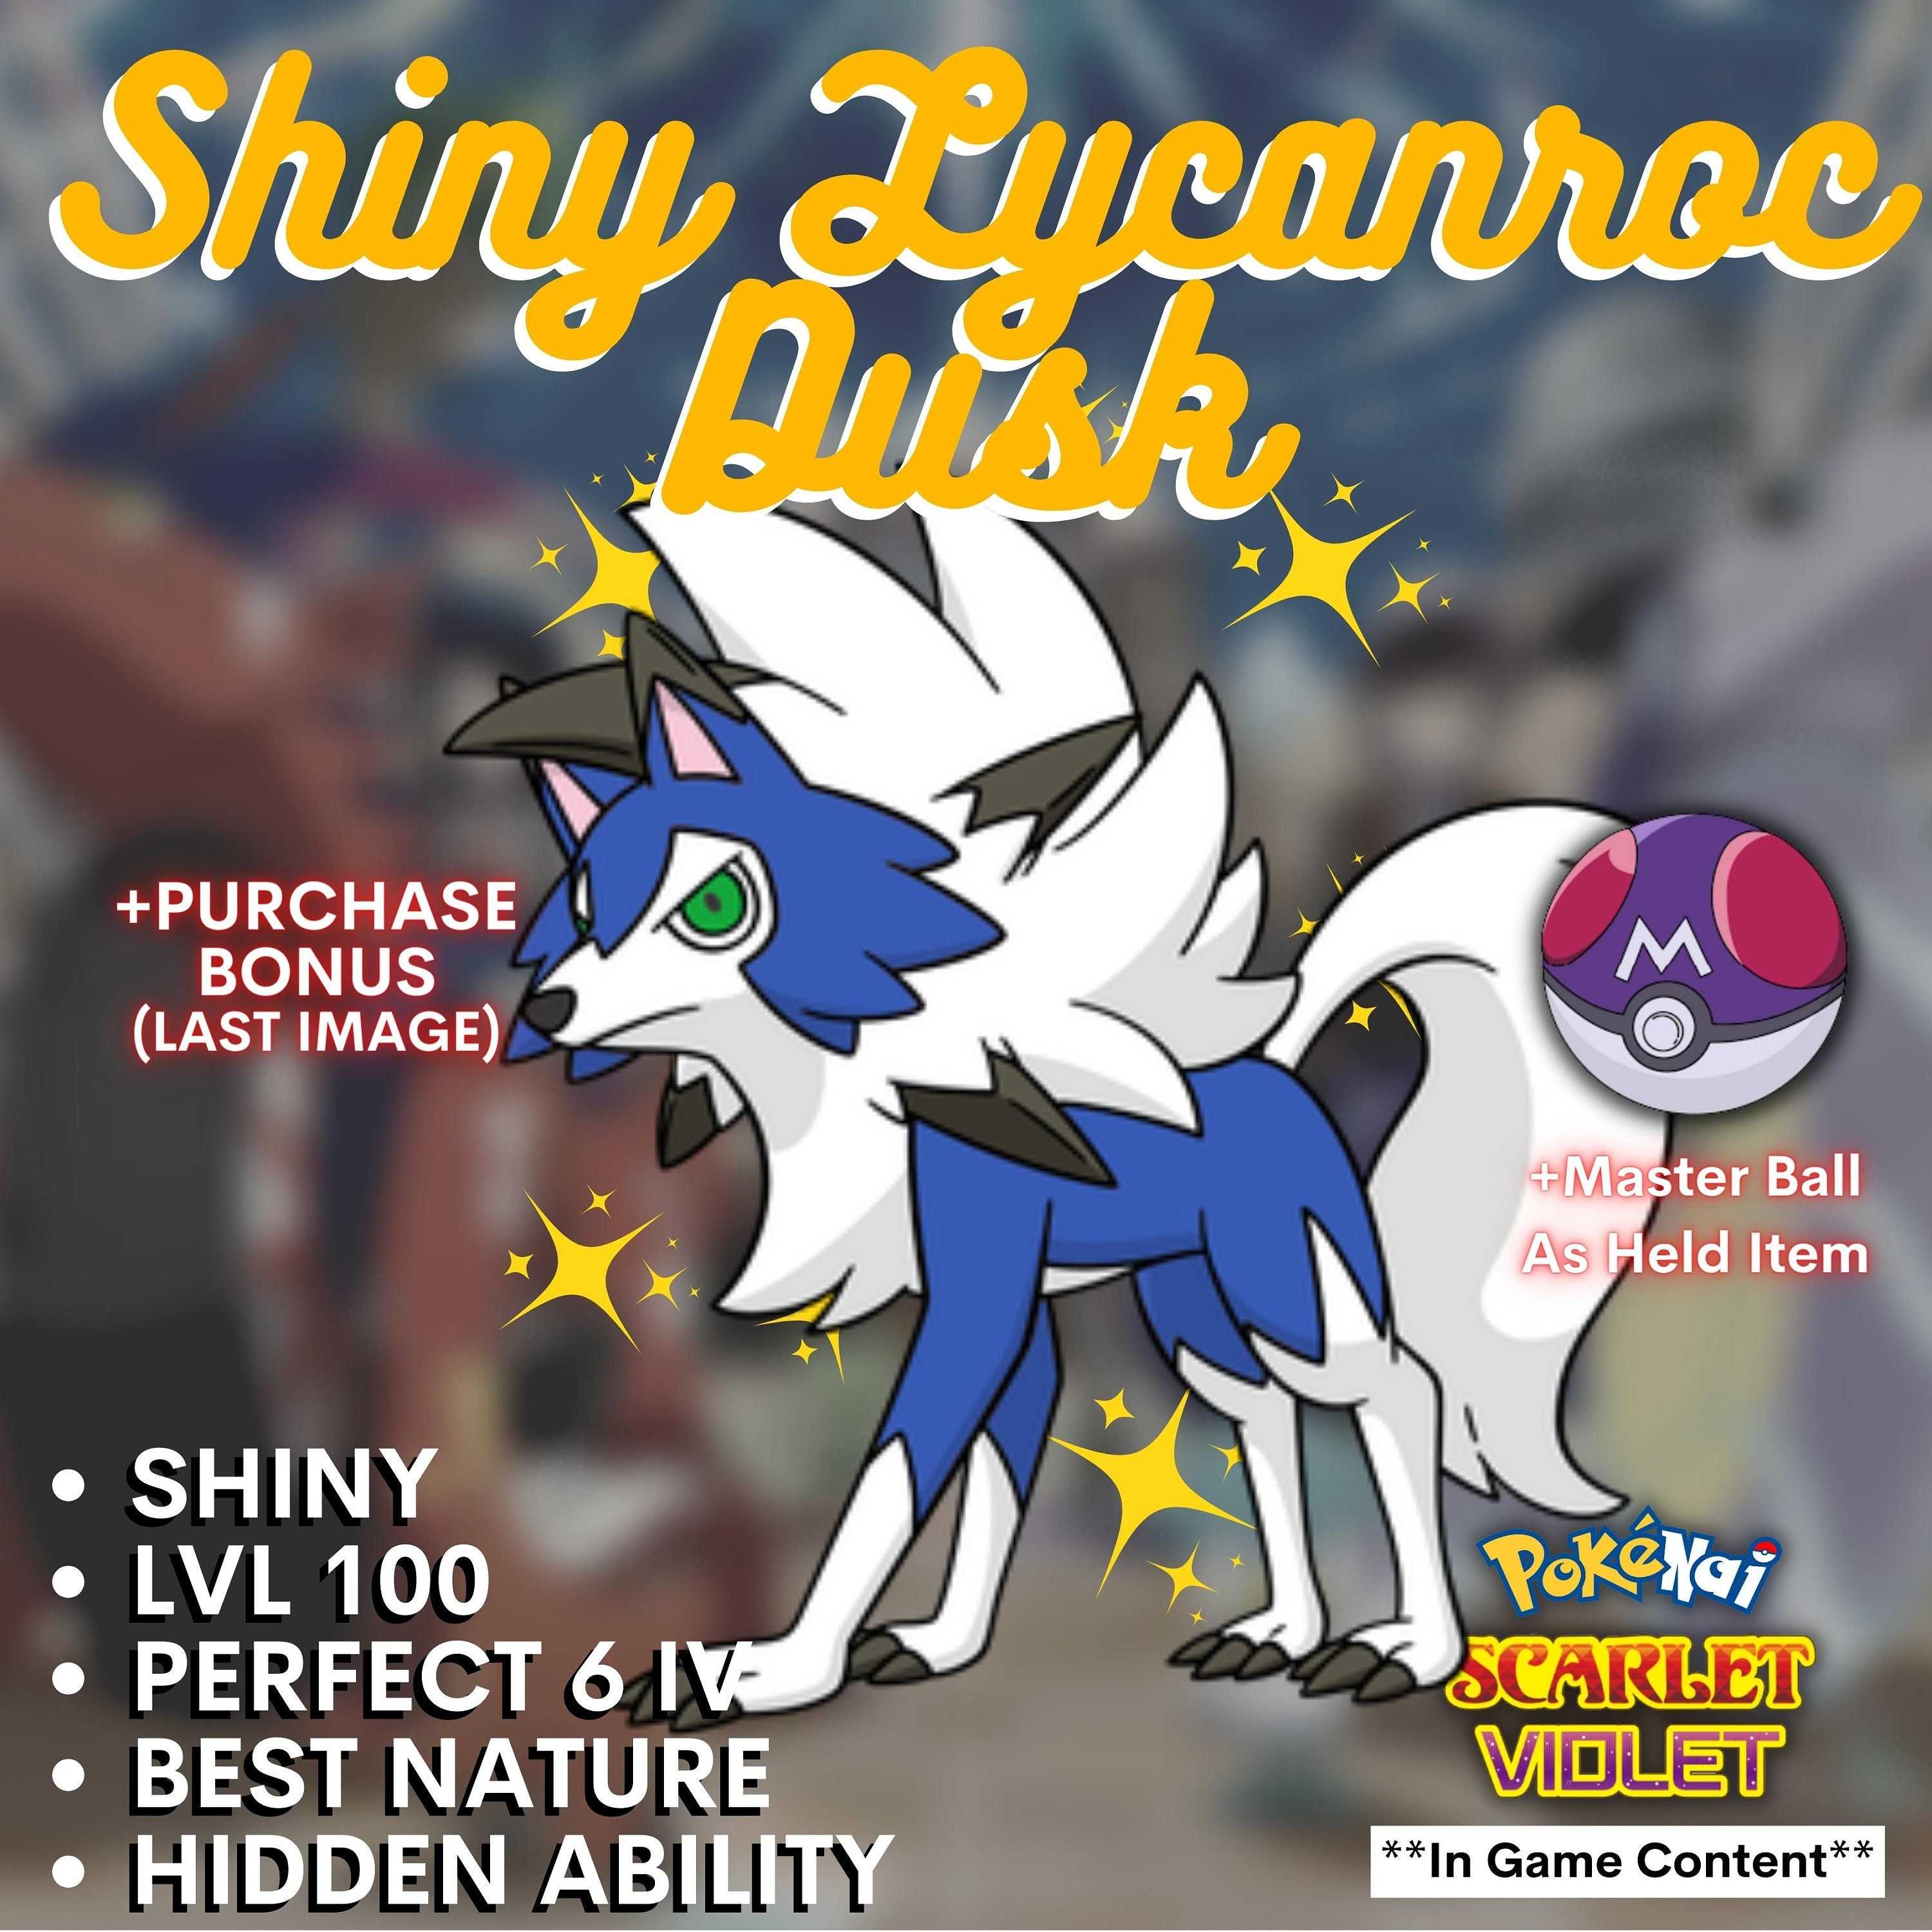 Shiny Lycanroc
Dusk
+PURCHASE
BONUS
(LAST IMAGE)
M
+Master Ball
As Held Item
• SHINY
• LVL 100
• PERFECT 6 IV
• BEST NATURE
• HIDDEN ABILITY
PokéNai
SCARLET
VIOLET
**In Game Content**